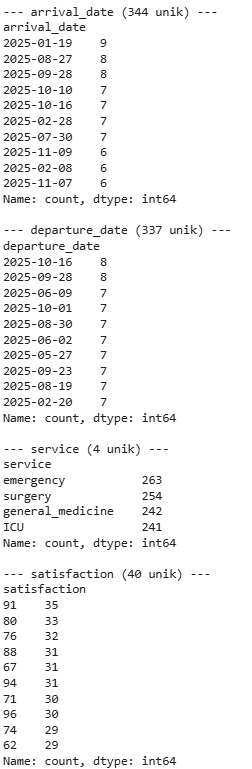 --- arrival_date (344 unik) ---
arrival_date
2025-01-19    9
2025-08-27    8
2025-09-28    8
2025-10-10    7
2025-10-16    7
2025-02-28    7
2025-07-30    7
2025-11-09    6
2025-02-08    6
2025-11-07    6
Name: count, dtype: int64

--- departure_date (337 unik) ---
departure_date
2025-10-16    8
2025-09-28    8
2025-06-09    7
2025-10-01    7
2025-08-30    7
2025-06-02    7
2025-05-27    7
2025-09-23    7
2025-08-19    7
2025-02-20    7
Name: count, dtype: int64

--- service (4 unik) ---
service
emergency           263
surgery             254
general_medicine    242
ICU                 241
Name: count, dtype: int64

--- satisfaction (40 unik) ---
satisfaction
91    35
80    33
76    32
88    31
67    31
94    31
71    30
96    30
74    29
62    29
Name: count, dtype: int64